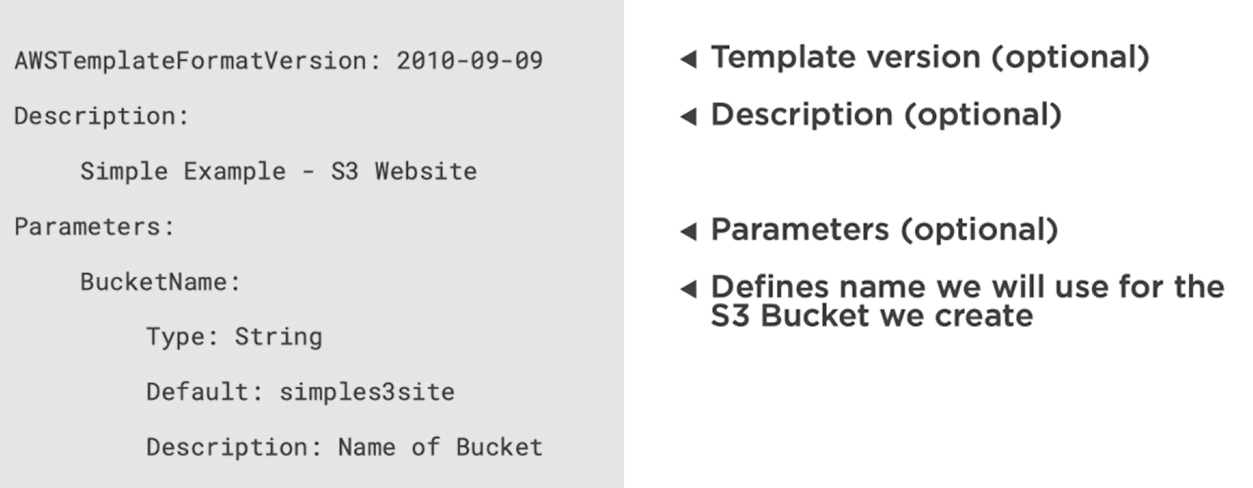 AWSTemplateFormatVersion: 2010-09-09
Description:
Simple Example - S3 Website
Parameters:
BucketName:
Type: String
Default: simples3site
Description: Name of Bucket
Template version (optional)
Description (optional)
Parameters (optional)
Defines name we will use for the
S3 Bucket we create